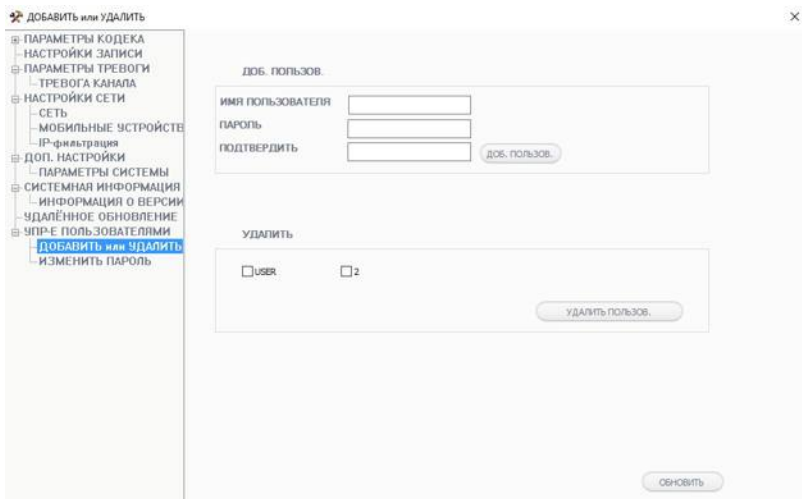 ДОБАВИТЬ или УДАЛИТЬ
ПАРАМЕТРЫ КОДЕКА
НАСТРОЙКИ ЗАПИСИ
ПАРАМЕТРЫ ТРЕВОГИ
ТРЕВОГА КАНАЛА
НАСТРОЙКИ СЕТИ
СЕТЬ
МОБИЛЬНЫЕ УСТРОЙСТВ
IP-фильтрация
ДОП. НАСТРОЙКИ
ПАРАМЕТРЫ СИСТЕМЫ
СИСТЕМНАЯ ИНФОРМАЦИЯ
ИНФОРМАЦИЯ О ВЕРСИИ
УДАЛЁННОЕ ОБНОВЛЕНИЕ
УПР-Е ПОЛЬЗОВАТЕЛЯМИ
ДОБАВИТЬ или УДАЛИТЬ
ИЗМЕНИТЬ ПАРОЛЬ
ДОБ. ПОЛЬЗОВ.
ИМЯ ПОЛЬЗОВАТЕЛЯ
ПАРОЛЬ
ПОДТВЕРДИТЬ
ДОБ. ПОЛЬЗОВ.
УДАЛИТЬ
USER
2
УДАЛИТЬ ПОЛЬЗОВ.
ОБНОВИТЬ